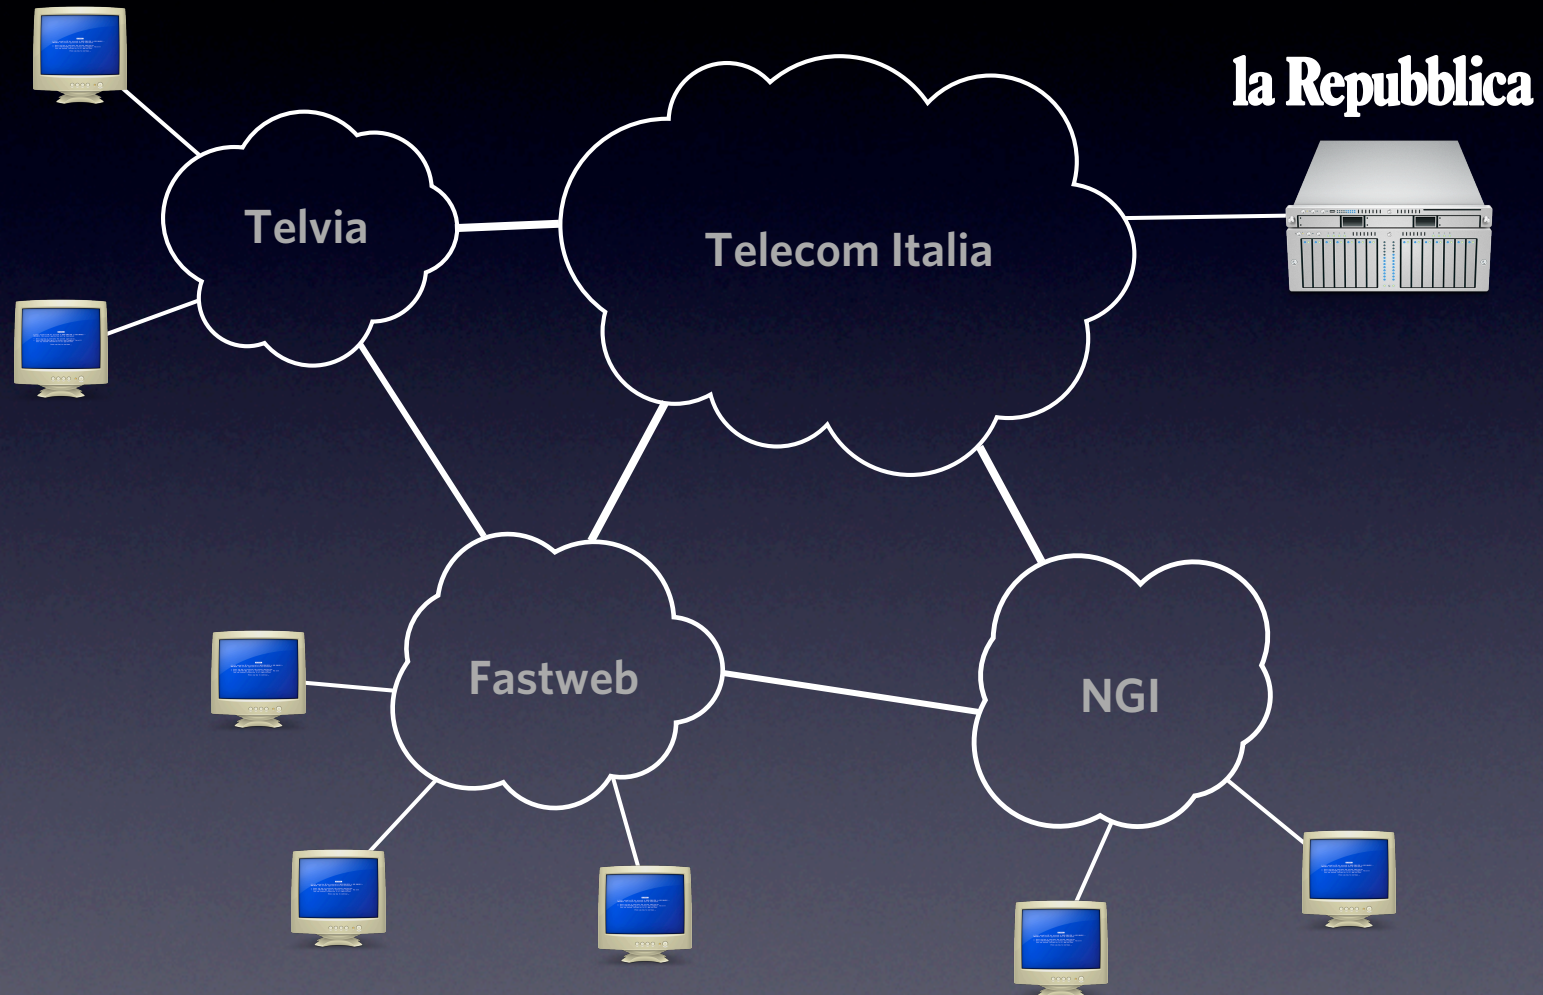 la Repubblica
Telvia
Telecom Italia
Fastweb
NGI